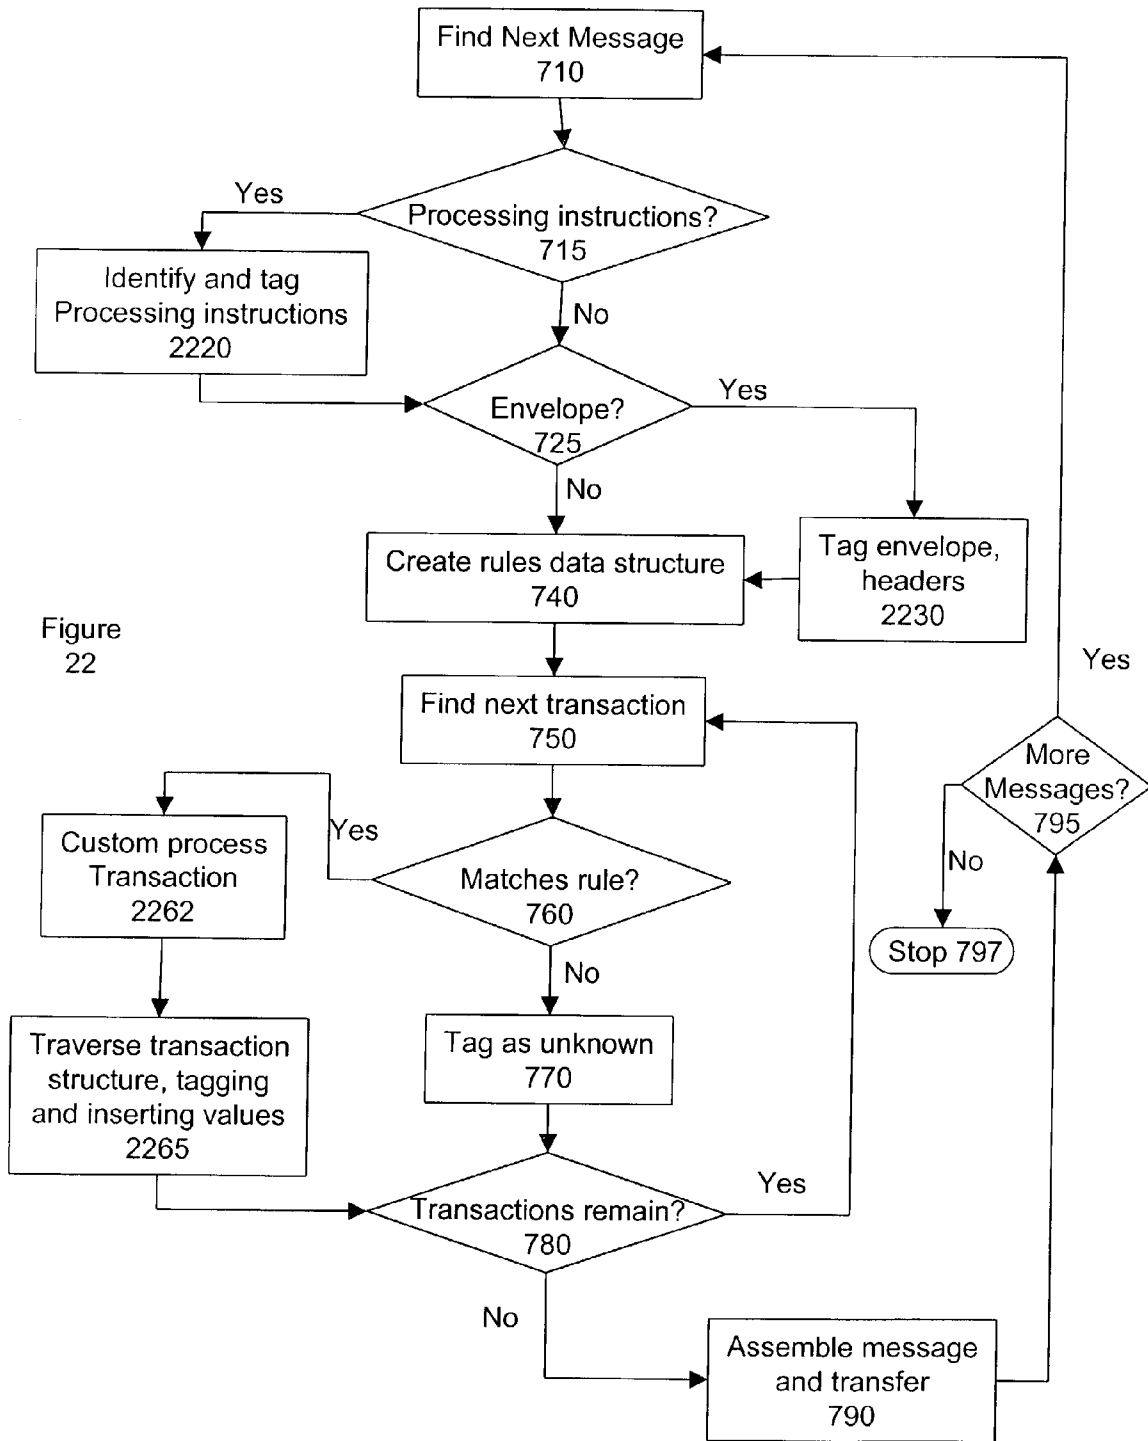 Find Next Message
710
Processing instructions?
715
Yes
No
Identify and tag
Processing instructions
2220
Envelope?
725
Yes
No
Create rules data structure
740
Tag envelope,
headers
2230
Figure
22
Find next transaction
750
Yes
More
Messages?
795
No
Stop 797
Matches rule?
760
Yes
No
Custom process
Transaction
2262
Traverse transaction
structure, tagging
and inserting values
2265
Tag as unknown
770
Transactions remain?
780
Yes
No
Assemble message
and transfer
790